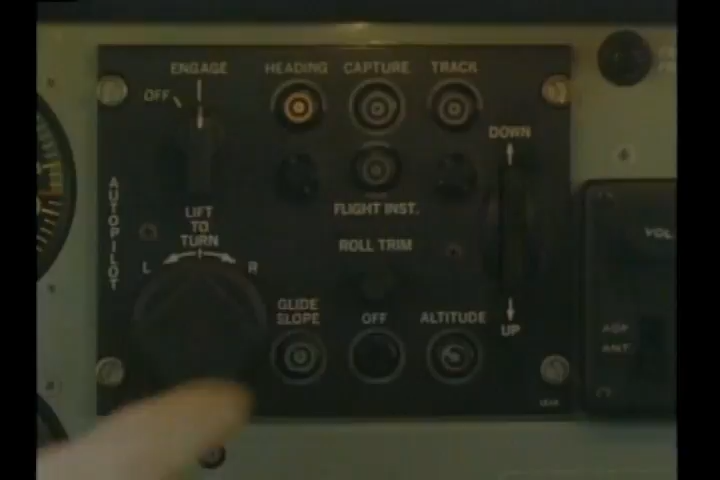 ENGAGE
HEADING
CAPTURE
TRACK
OFF
DOWN
AUTOPILOT
FLIGHT INST.
LIFT
TO
TURN
ROLL TRIM
L
R
GLIDE
SLOPE
OFF
ALTITUDE
UP
VOL
ADF
ANT